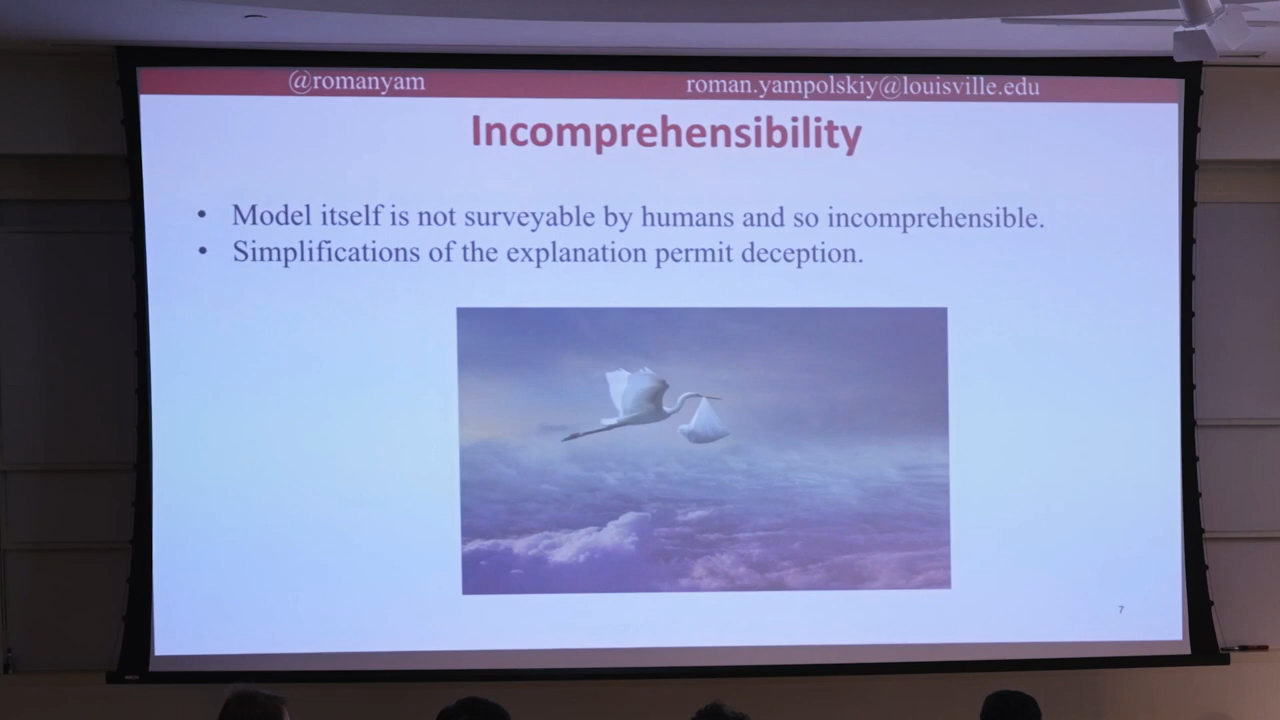 @romanyam roman.yampolskiy@louisville.edu
Incomprehensibility
• Model itself is not surveyable by humans and so incomprehensible.
• Simplifications of the explanation permit deception.
7